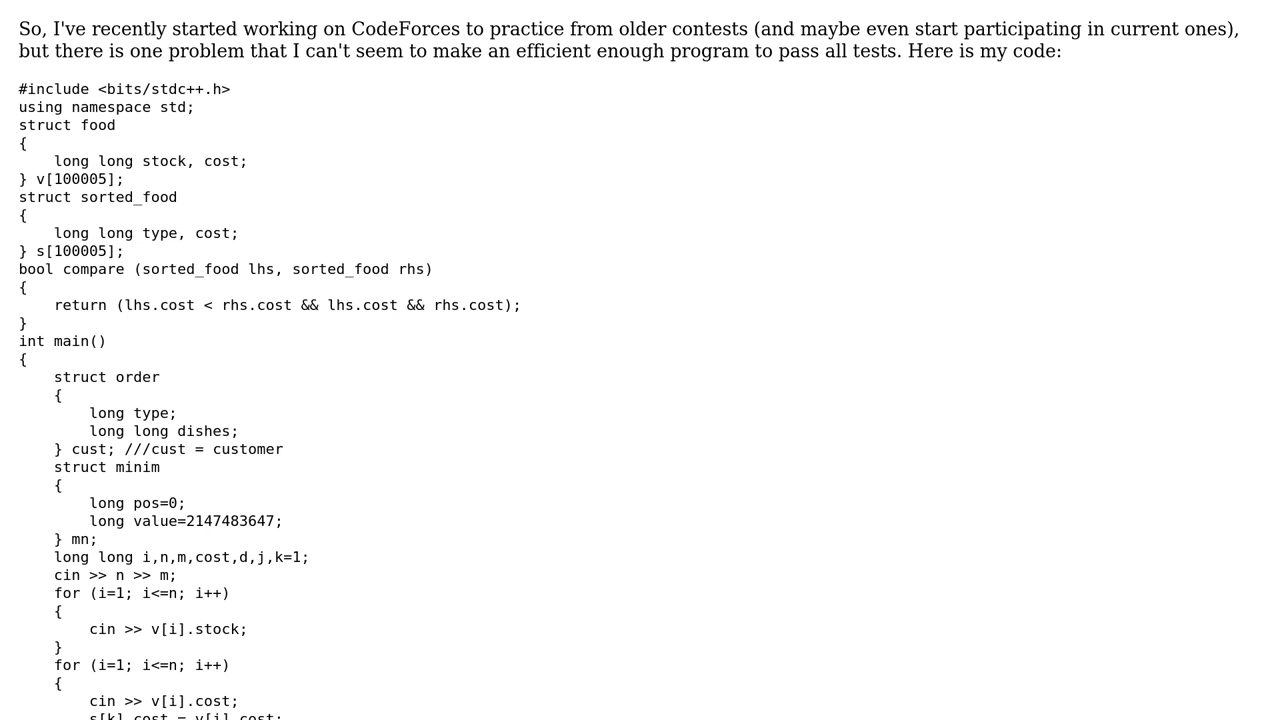 So, I've recently started working on CodeForces to practice from older contests (and maybe even start participating in current ones),
but there is one problem that I can't seem to make an efficient enough program to pass all tests. Here is my code:
#include <bits/stdc++.h>
using namespace std;
struct food
{
    long long stock, cost;
} v[100005];
struct sorted_food
{
    long long type, cost;
} s[100005];
bool compare (sorted_food lhs, sorted_food rhs)
{
    return (lhs.cost < rhs.cost && lhs.cost && rhs.cost);
}
int main()
{
    struct order
    {
        long type;
        long long dishes;
    } cust; ///cust = customer
    struct minim
    {
        long pos=0;
        long value=2147483647;
    } mn;
    long long i,n,m,cost,d,j,k=1;
    cin >> n >> m;
    for (i=1; i<=n; i++)
    {
        cin >> v[i].stock;
    }
    for (i=1; i<=n; i++)
    {
        cin >> v[i].cost;
        s[k].cost = v[i].cost;